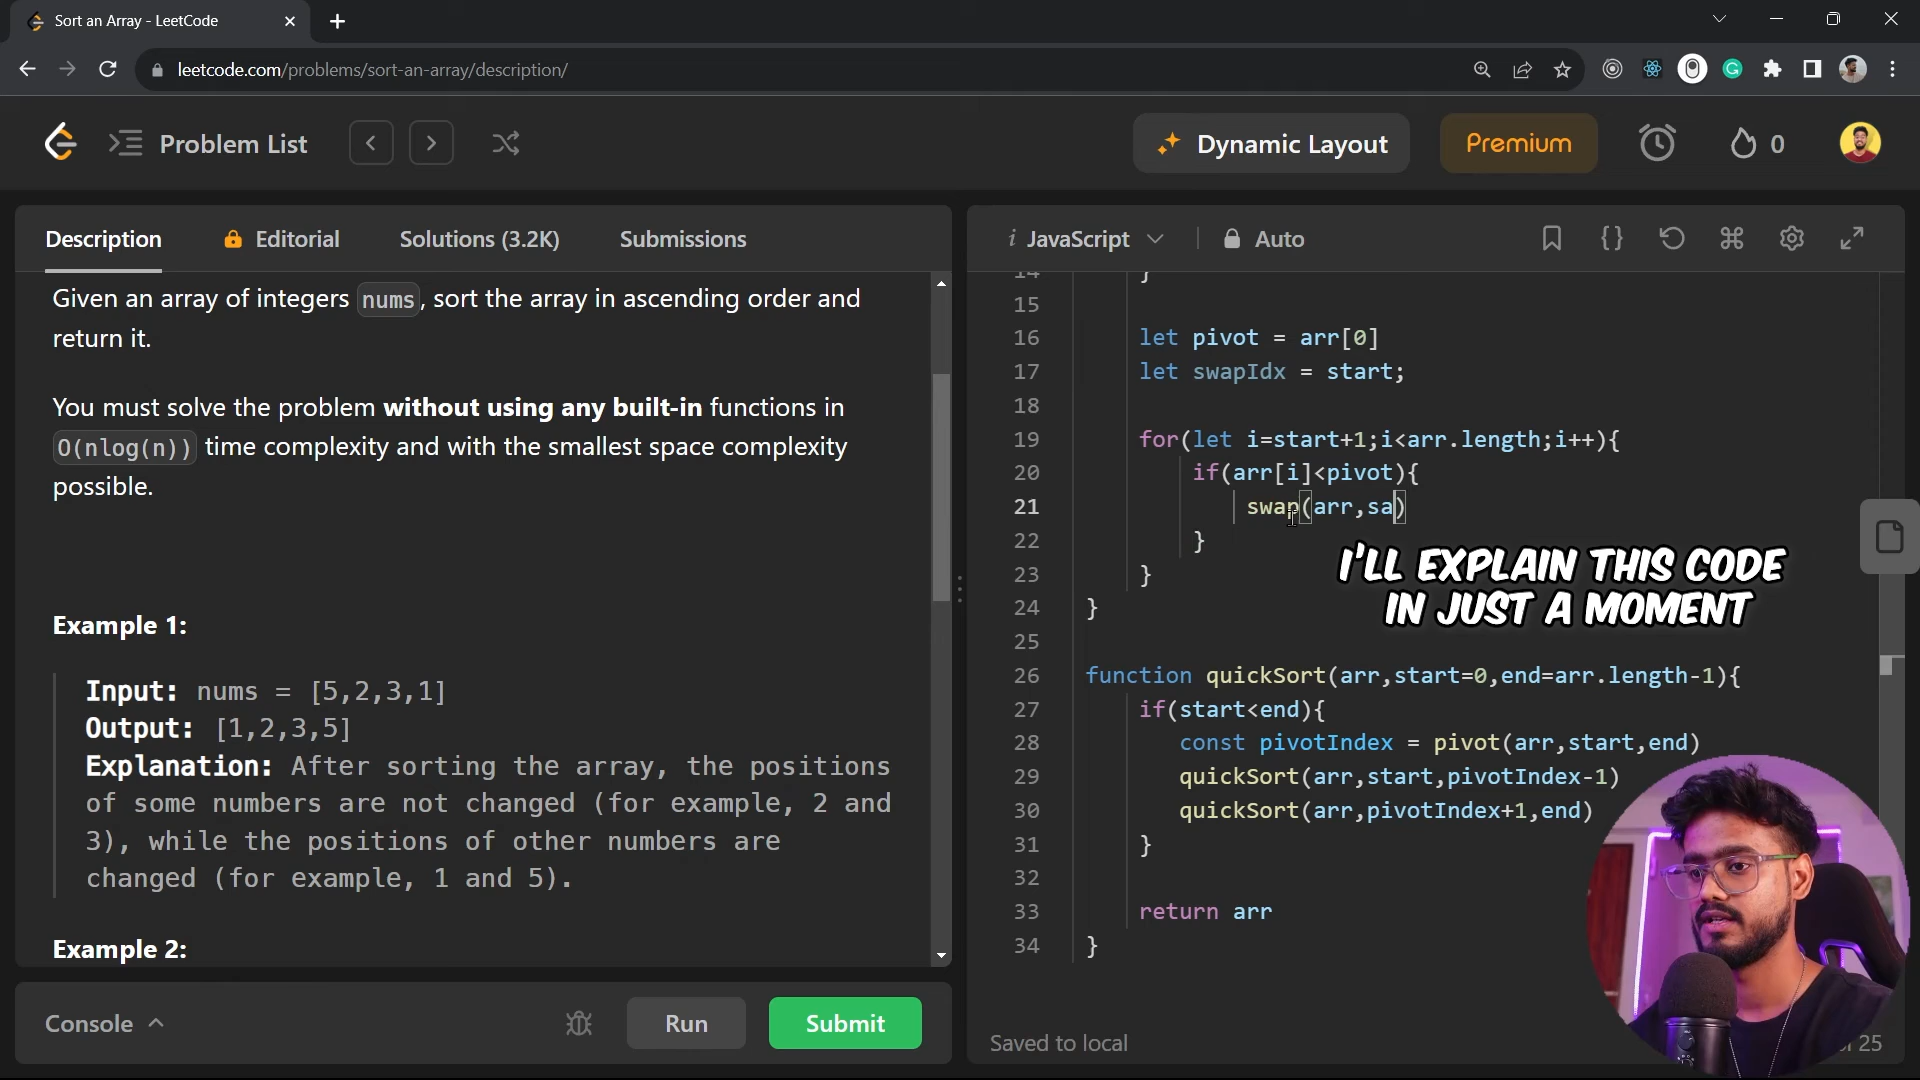 Sort an Array - LeetCode
leetcode.com/problems/sort-an-array/description/
Problem List
Dynamic Layout
Premium
0
Description
Editorial
Solutions (3.2K)
Submissions
Given an array of integers nums, sort the array in ascending order and
return it.
You must solve the problem without using any built-in functions in
O(nlog(n)) time complexity and with the smallest space complexity
possible.
Example 1:
Input: nums = [5,2,3,1]
Output: [1,2,3,5]
Explanation: After sorting the array, the positions
of some numbers are not changed (for example, 2 and
3), while the positions of other numbers are
changed (for example, 1 and 5).
Example 2:
Console
Run
Submit
i JavaScript
Auto
14 }
15
16 let pivot = arr[0]
17 let swapIdx = start;
18
19 for(let i=start+1;i<arr.length;i++){
20 if(arr[i]<pivot){
21 swap(arr,sa)
22 }
23 }
24 }
25
26 function quickSort(arr,start=0,end=arr.length-1){
27 if(start<end){
28 const pivotIndex = pivot(arr,start,end)
29 quickSort(arr,start,pivotIndex-1)
30 quickSort(arr,pivotIndex+1,end)
31 }
32
33 return arr
34 }
I'LL EXPLAIN THIS CODE
IN JUST A MOMENT
Saved to local
25